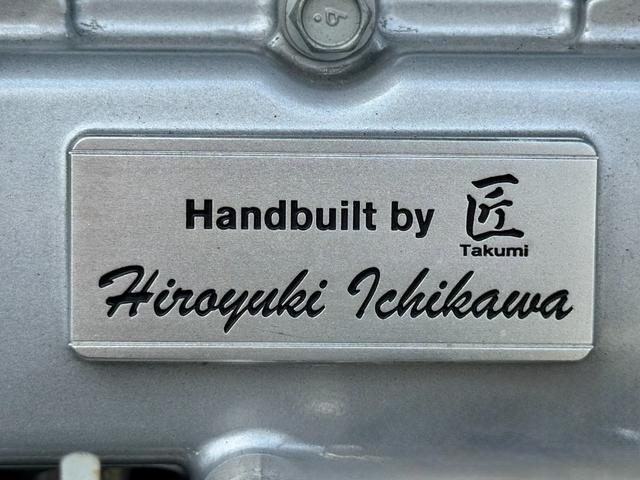 Handbuilt by 匠
Takumi
Hiroyuki Ichikawa